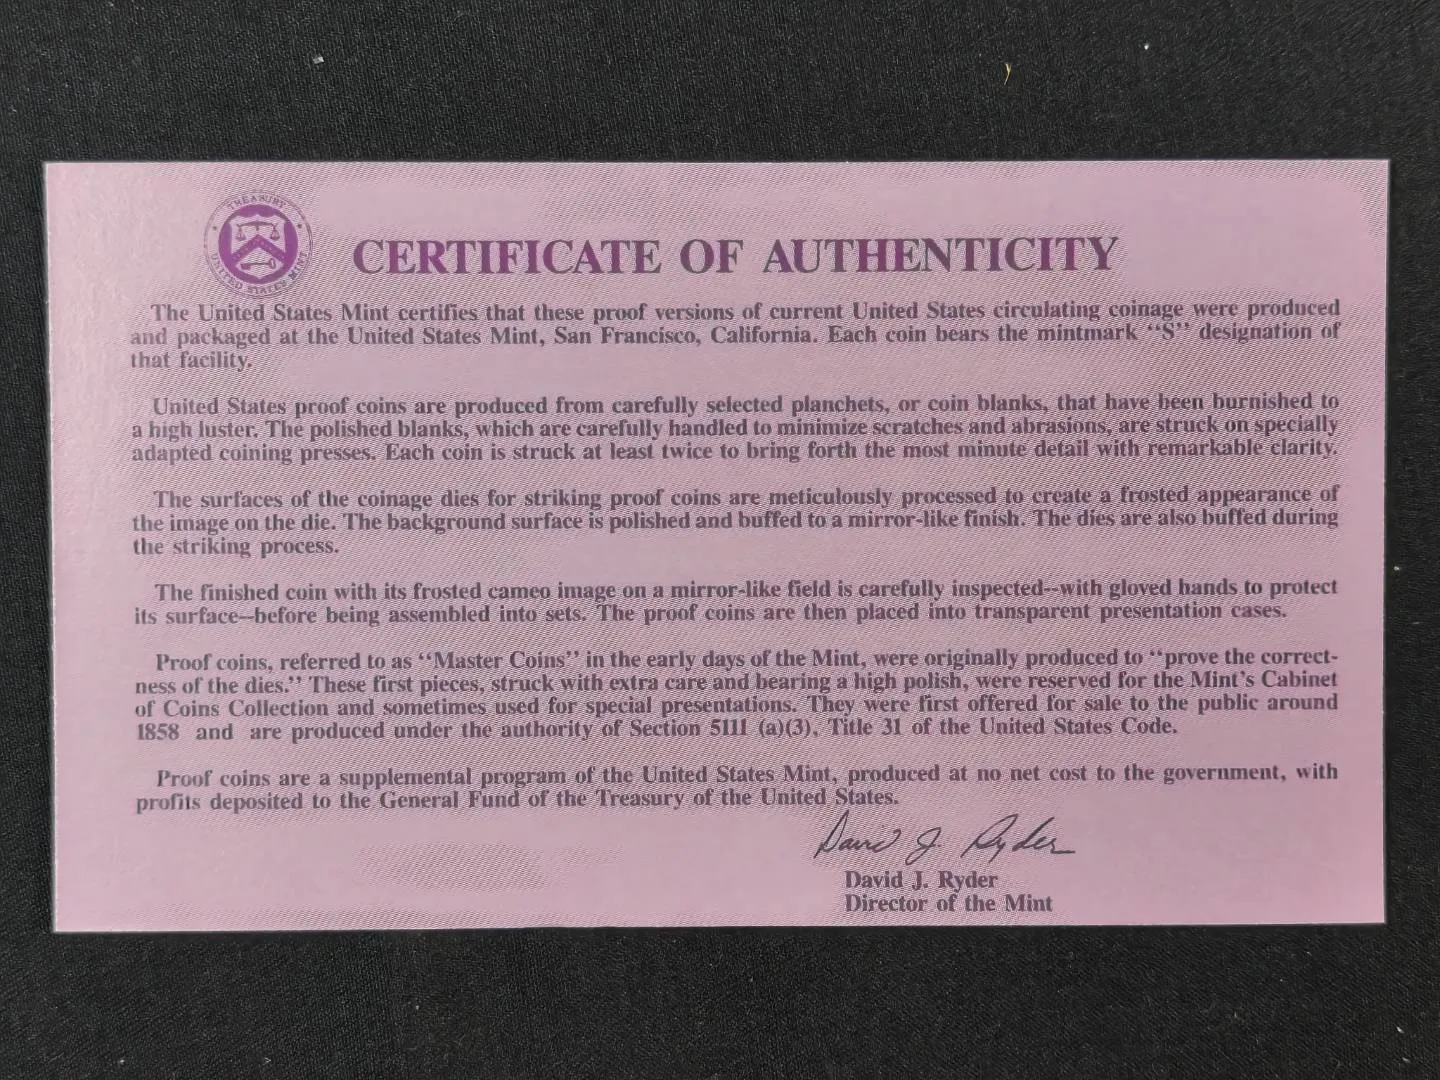 THE TREASURY
UNITED STATES MINT
CERTIFICATE OF AUTHENTICITY
The United States Mint certifies that these proof versions of current United States circulating coinage were produced
and packaged at the United States Mint, San Francisco, California. Each coin bears the mintmark “S” designation of
that facility.
United States proof coins are produced from carefully selected planchets, or coin blanks, that have been burnished to
a high luster. The polished blanks, which are carefully handled to minimize scratches and abrasions, are struck on specially
adapted coining presses. Each coin is struck at least twice to bring forth the most minute detail with remarkable clarity.
The surfaces of the coinage dies for striking proof coins are meticulously processed to create a frosted appearance of
the image on the die. The background surface is polished and buffed to a mirror-like finish. The dies are also buffed during
the striking process.
The finished coin with its frosted cameo image on a mirror-like field is carefully inspected--with gloved hands to protect
its surface--before being assembled into sets. The proof coins are then placed into transparent presentation cases.
Proof coins, referred to as “Master Coins” in the early days of the Mint, were originally produced to “prove the correct-
ness of the dies.” These first pieces, struck with extra care and bearing a high polish, were reserved for the Mint’s Cabinet
of Coins Collection and sometimes used for special presentations. They were first offered for sale to the public around
1858 and are produced under the authority of Section 5111 (a)(3), Title 31 of the United States Code.
Proof coins are a supplemental program of the United States Mint, produced at no net cost to the government, with
profits deposited to the General Fund of the Treasury of the United States.
David J. Ryder
David J. Ryder
Director of the Mint